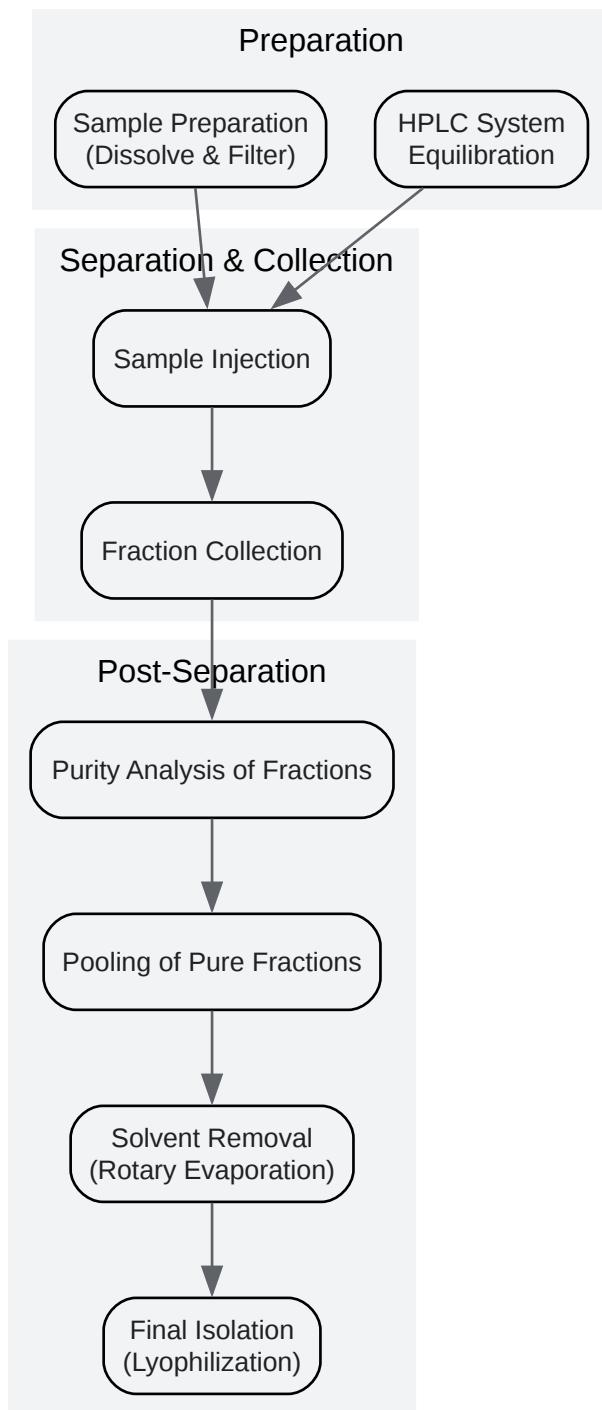 Preparation
Sample Preparation
(Dissolve & Filter)
HPLC System
Equilibration
Separation & Collection
Sample Injection
Fraction Collection
Post-Separation
Purity Analysis of Fractions
Pooling of Pure Fractions
Solvent Removal
(Rotary Evaporation)
Final Isolation
(Lyophilization)